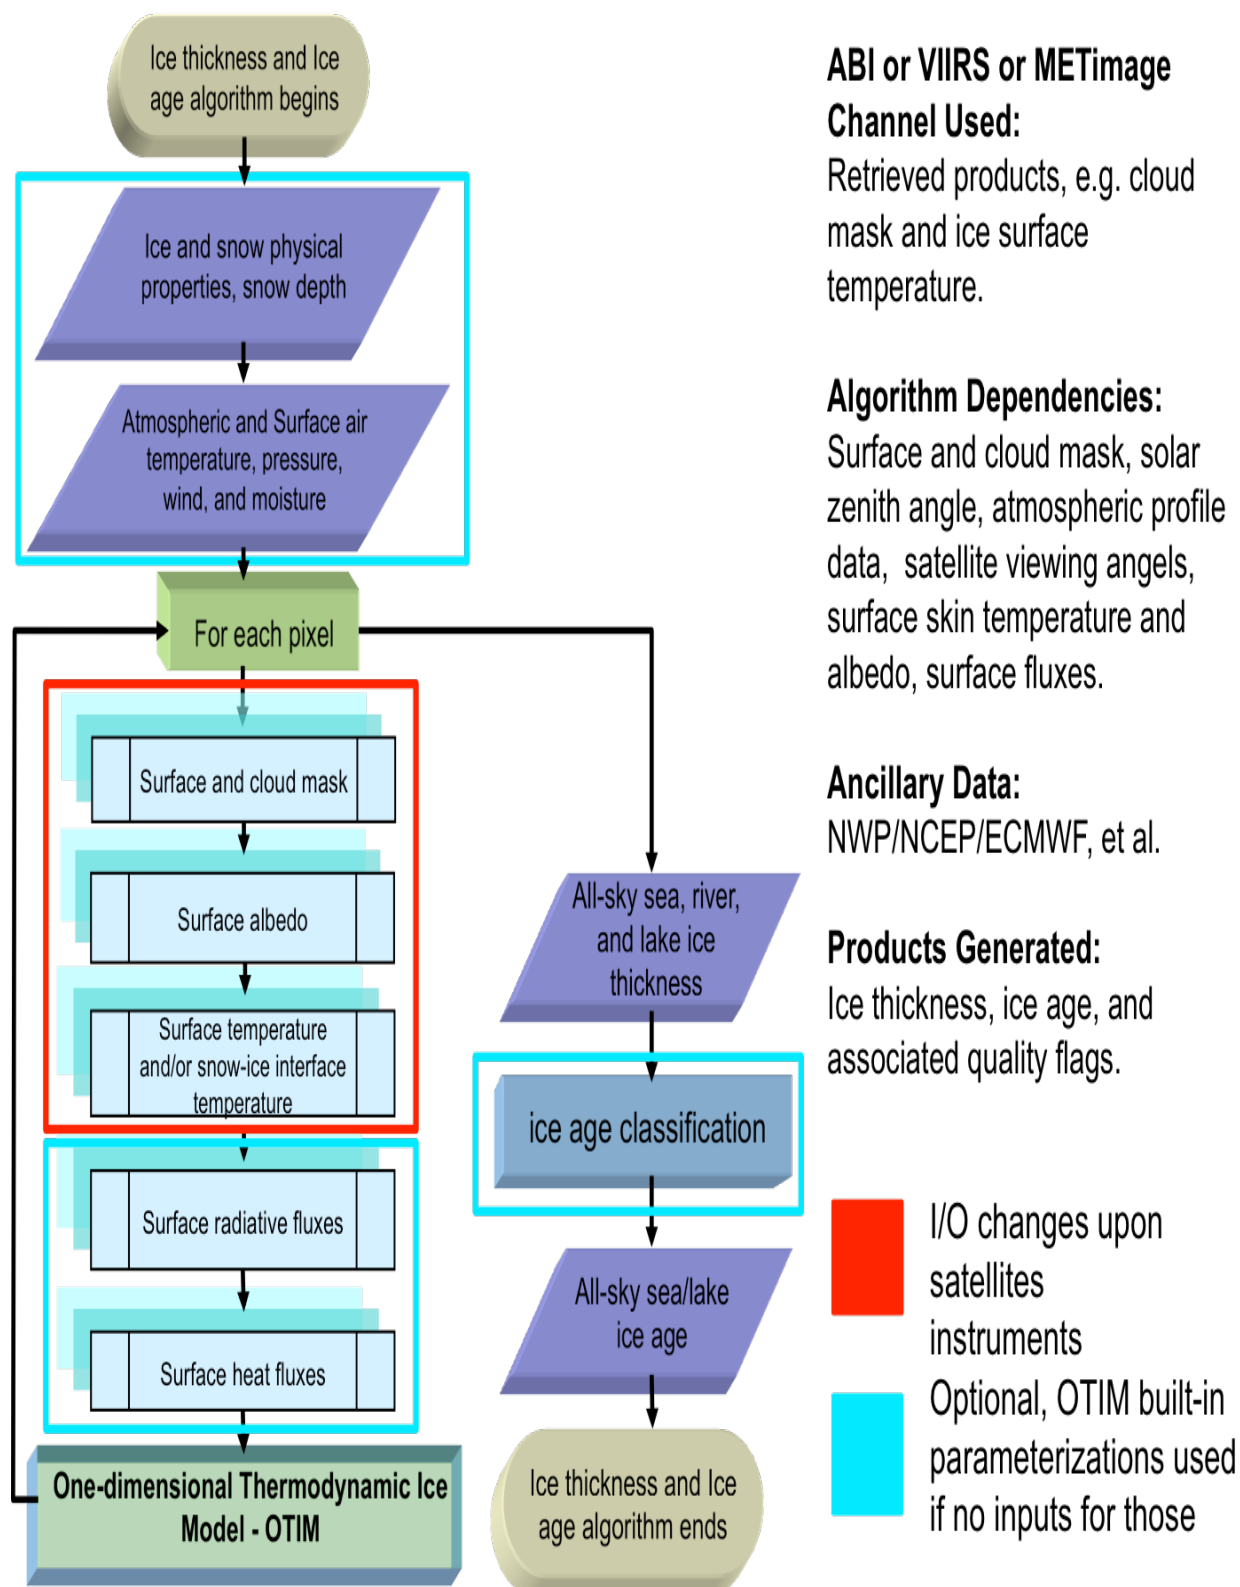 Ice thickness and Ice
age algorithm begins
Ice and snow physical
properties, snow depth
Atmospheric and Surface air
temperature, pressure,
wind, and moisture
For each pixel
Surface and cloud mask
Surface albedo
Surface temperature
and/or snow-ice interface
temperature
Surface radiative fluxes
Surface heat fluxes
One-dimensional Thermodynamic Ice
Model - OTIM
All-sky sea, river,
and lake ice
thickness
ice age classification
All-sky sea/lake
ice age
Ice thickness and Ice
age algorithm ends
ABI or VIIRS or METimage
Channel Used:
Retrieved products, e.g. cloud
mask and ice surface
temperature.
Algorithm Dependencies:
Surface and cloud mask, solar
zenith angle, atmospheric profile
data,  satellite viewing angels,
surface skin temperature and
albedo, surface fluxes.
Ancillary Data:
NWP/NCEP/ECMWF, et al.
Products Generated:
Ice thickness, ice age, and
associated quality flags.
I/O changes upon
satellites
instruments
Optional, OTIM built-in
parameterizations used
if no inputs for those